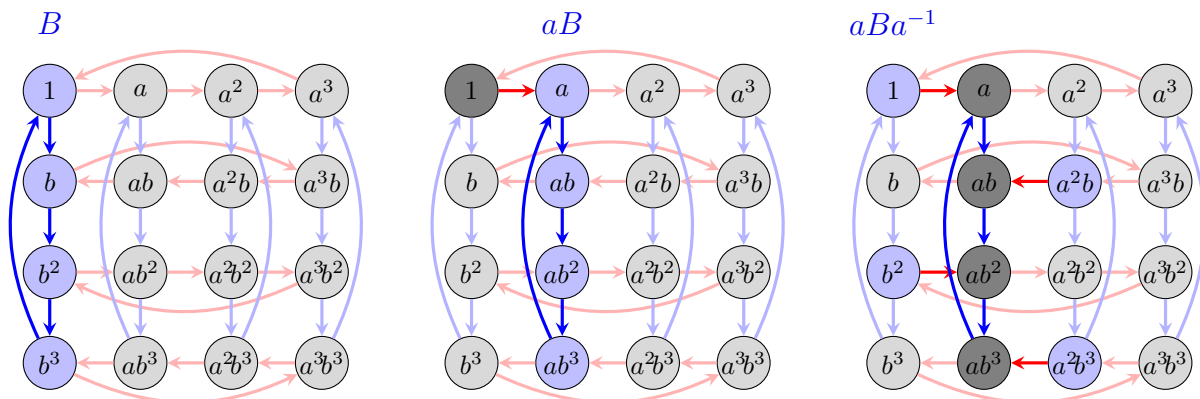 B aB aBa⁻¹
1 a a² a³ 1 a a² a³ 1 a a² a³
b ab a²b a³b b ab a²b a³b b ab a²b a³b
b² ab² a²b² a³b² b² ab² a²b² a³b² b² ab² a²b² a³b²
b³ ab³ a²b³ a³b³ b³ ab³ a²b³ a³b³ b³ ab³ a²b³ a³b³